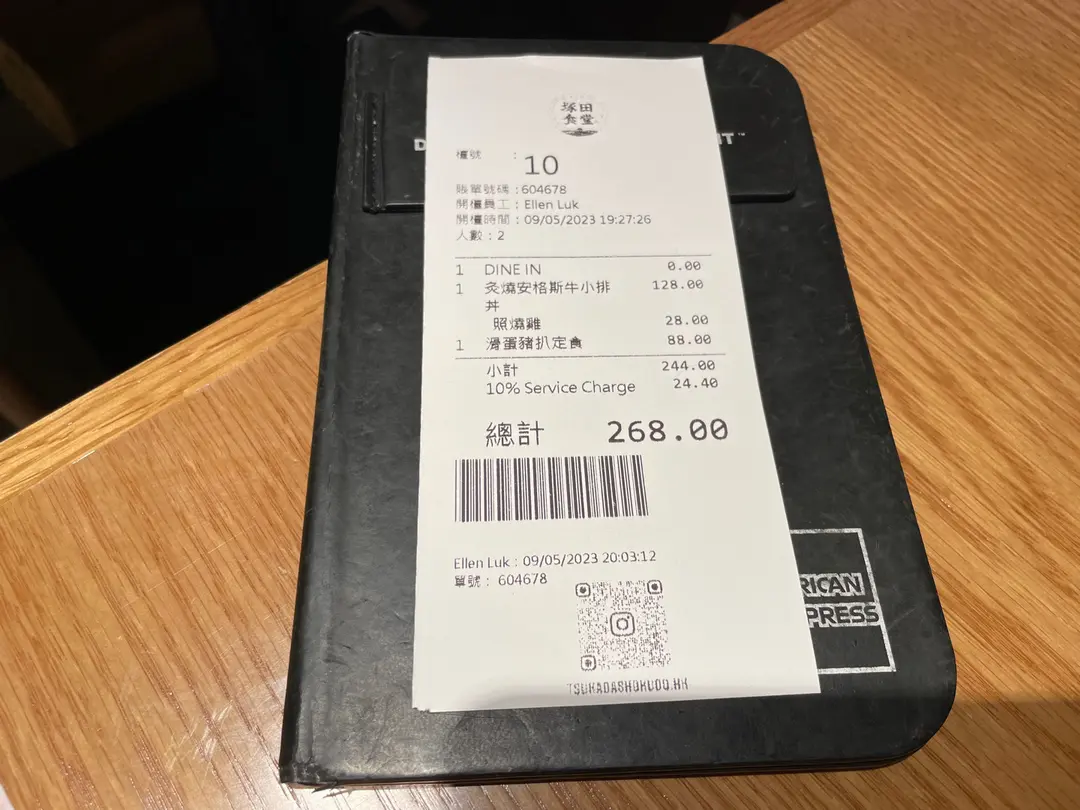 塚田
食堂
D
IT™
檯號 : 10
賬單號碼 : 604678
開檯員工 : Ellen Luk
開檯時間 : 09/05/2023 19:27:26
人數 : 2
1 DINE IN 0.00
1 炙燒安格斯牛小排 128.00
丼
照燒雞 28.00
1 滑蛋豬扒定食 88.00
小計 244.00
10% Service Charge 24.40
總計 268.00
Ellen Luk : 09/05/2023 20:03:12
單號 : 604678
TSUKADASHOKUDO.HK
RICAN
PRESS